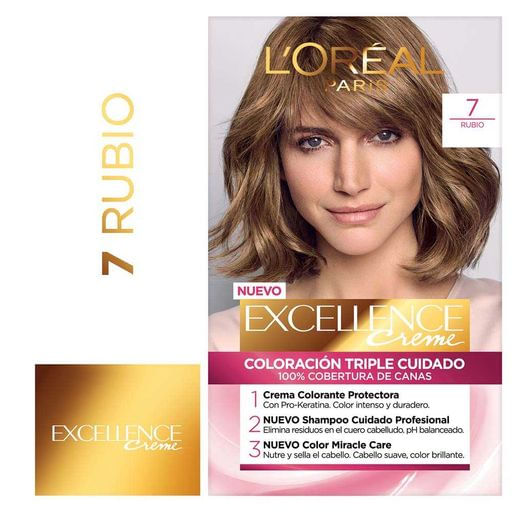 7 RUBIO
EXCELLENCE
Creme
L'ORÉAL
PARIS
7
RUBIO
NUEVO
EXCELLENCE
Creme
COLORACIÓN TRIPLE CUIDADO
100% COBERTURA DE CANAS
1 Crema Colorante Protectora
Con Pro-Keratina. Color intenso y duradero.
2 NUEVO Shampoo Cuidado Profesional
Elimina residuos en el cuero cabelludo, pH balanceado.
3 NUEVO Color Miracle Care
Nutre y sella el cabello. Cabello suave, color brillante.